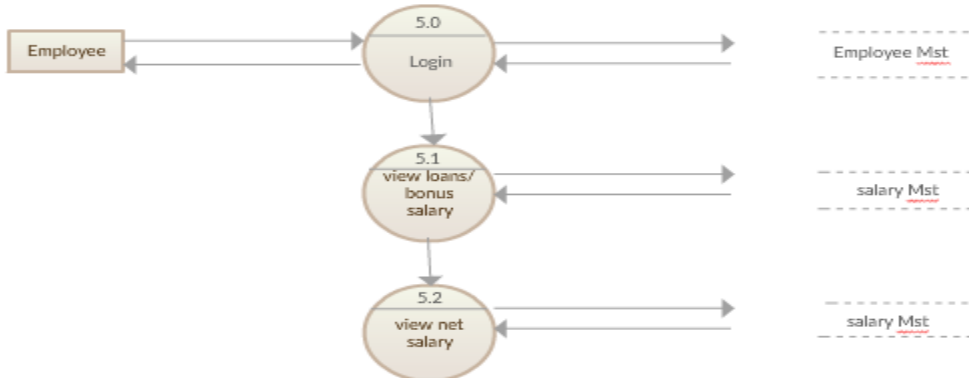 5.0
Employee
Login
Employee Mst
5.1
view loans/
bonus
salary
salary Mst
5.2
view net
salary
salary Mst